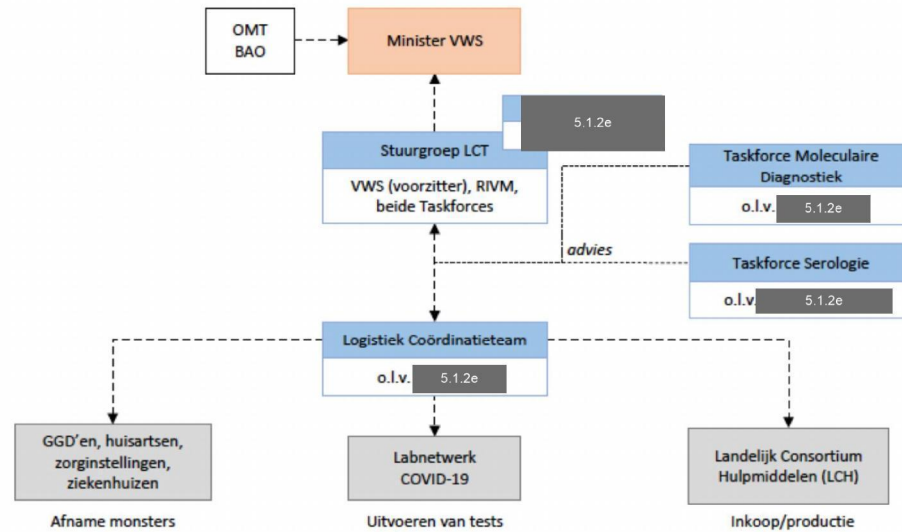 OMT
BAO
Minister VWS
5.1.2e
Stuurgroep LCT
VWS (voorzitter), RIVM,
beide Taskforces
Taskforce Moleculaire
Diagnostiek
o.l.v. 5.1.2e
advies
Taskforce Serologie
o.l.v. 5.1.2e
Logistiek Coördinatieteam
o.l.v. 5.1.2e
GGD'en, huisartsen,
zorginstellingen,
ziekenhuizen
Labnetwerk
COVID-19
Landelijk Consortium
Hulpmiddelen (LCH)
Afname monsters
Uitvoeren van tests
Inkoop/productie